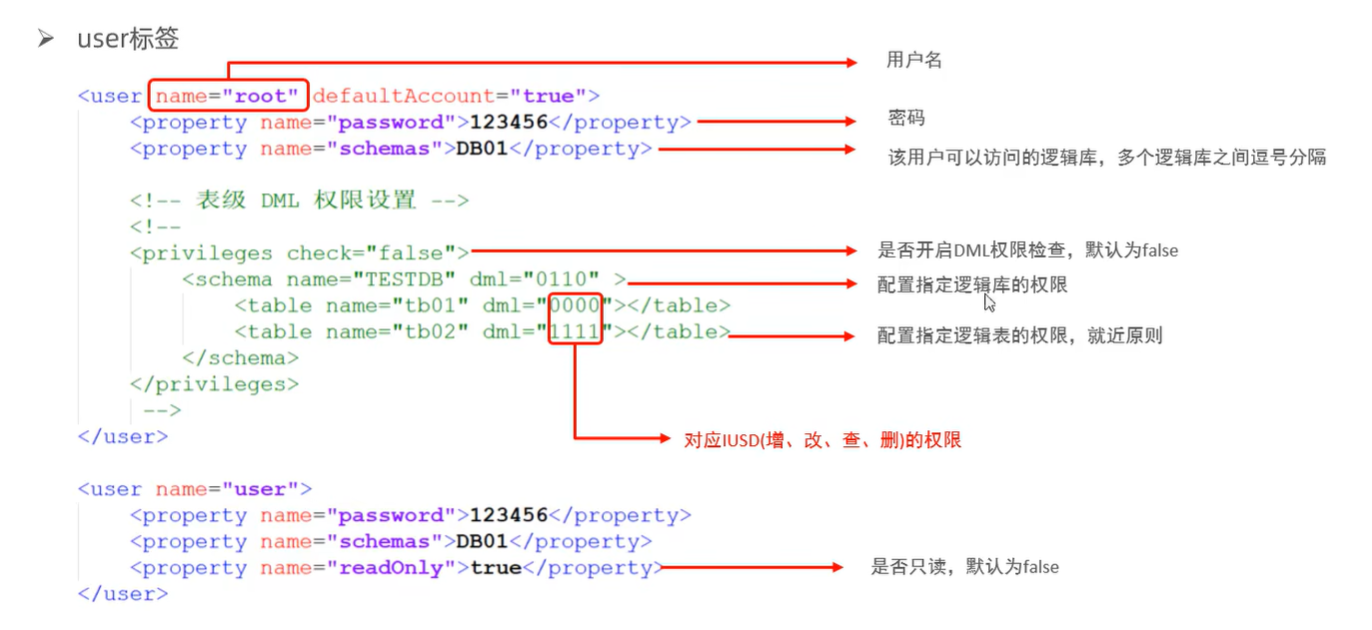 ➢ user标签
用户名
<user name="root" defaultAccount="true">
密码
<property name="password">123456</property>
<property name="schemas">DB01</property>
该用户可以访问的逻辑库，多个逻辑库之间逗号分隔
<!-- 表级 DML 权限设置 -->
<!--
<privileges check="false">
是否开启DML权限检查，默认为false
<schema name="TESTDB" dml="0110" >
配置指定逻辑库的权限
<table name="tb01" dml="0000"></table>
<table name="tb02" dml="1111"></table>
配置指定逻辑表的权限，就近原则
</schema>
</privileges>
-->
</user>
对应IUSD(增、改、查、删)的权限
<user name="user">
<property name="password">123456</property>
<property name="schemas">DB01</property>
<property name="readOnly">true</property>
是否只读，默认为false
</user>